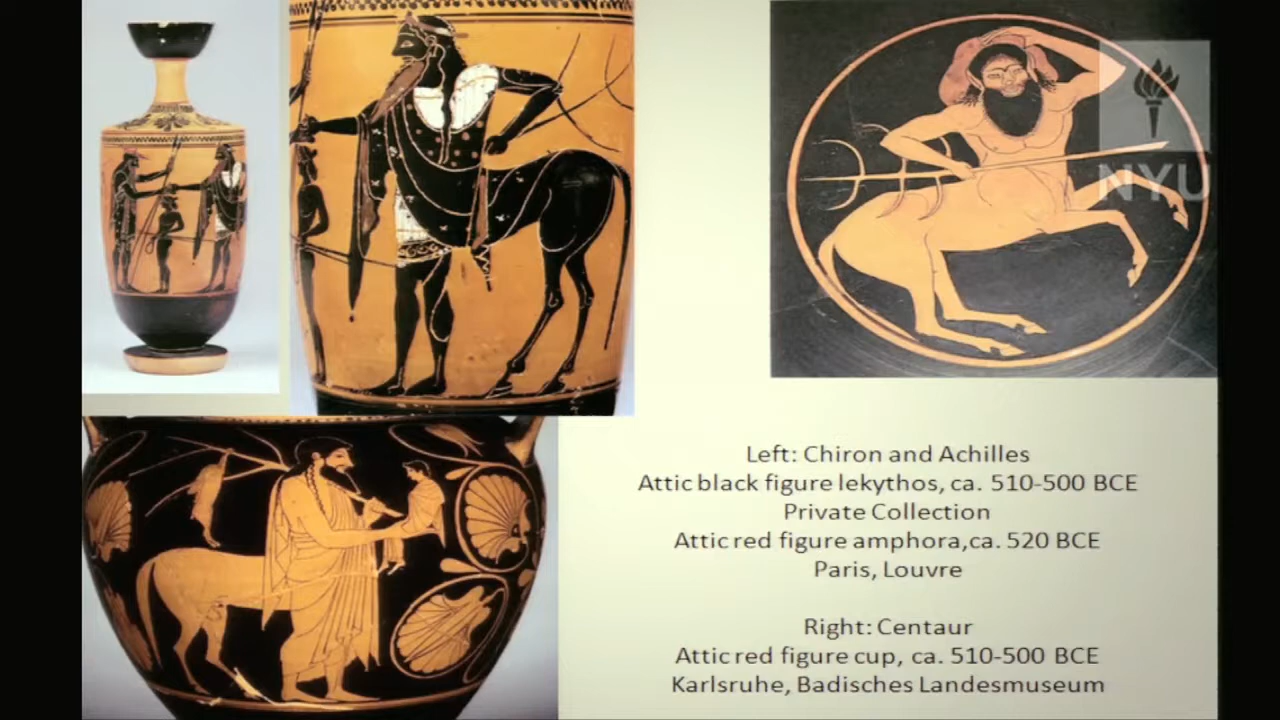 NYU
Left: Chiron and Achilles
Attic black figure lekythos, ca. 510-500 BCE
Private Collection
Attic red figure amphora,ca. 520 BCE
Paris, Louvre
Right: Centaur
Attic red figure cup, ca. 510-500 BCE
Karlsruhe, Badisches Landesmuseum